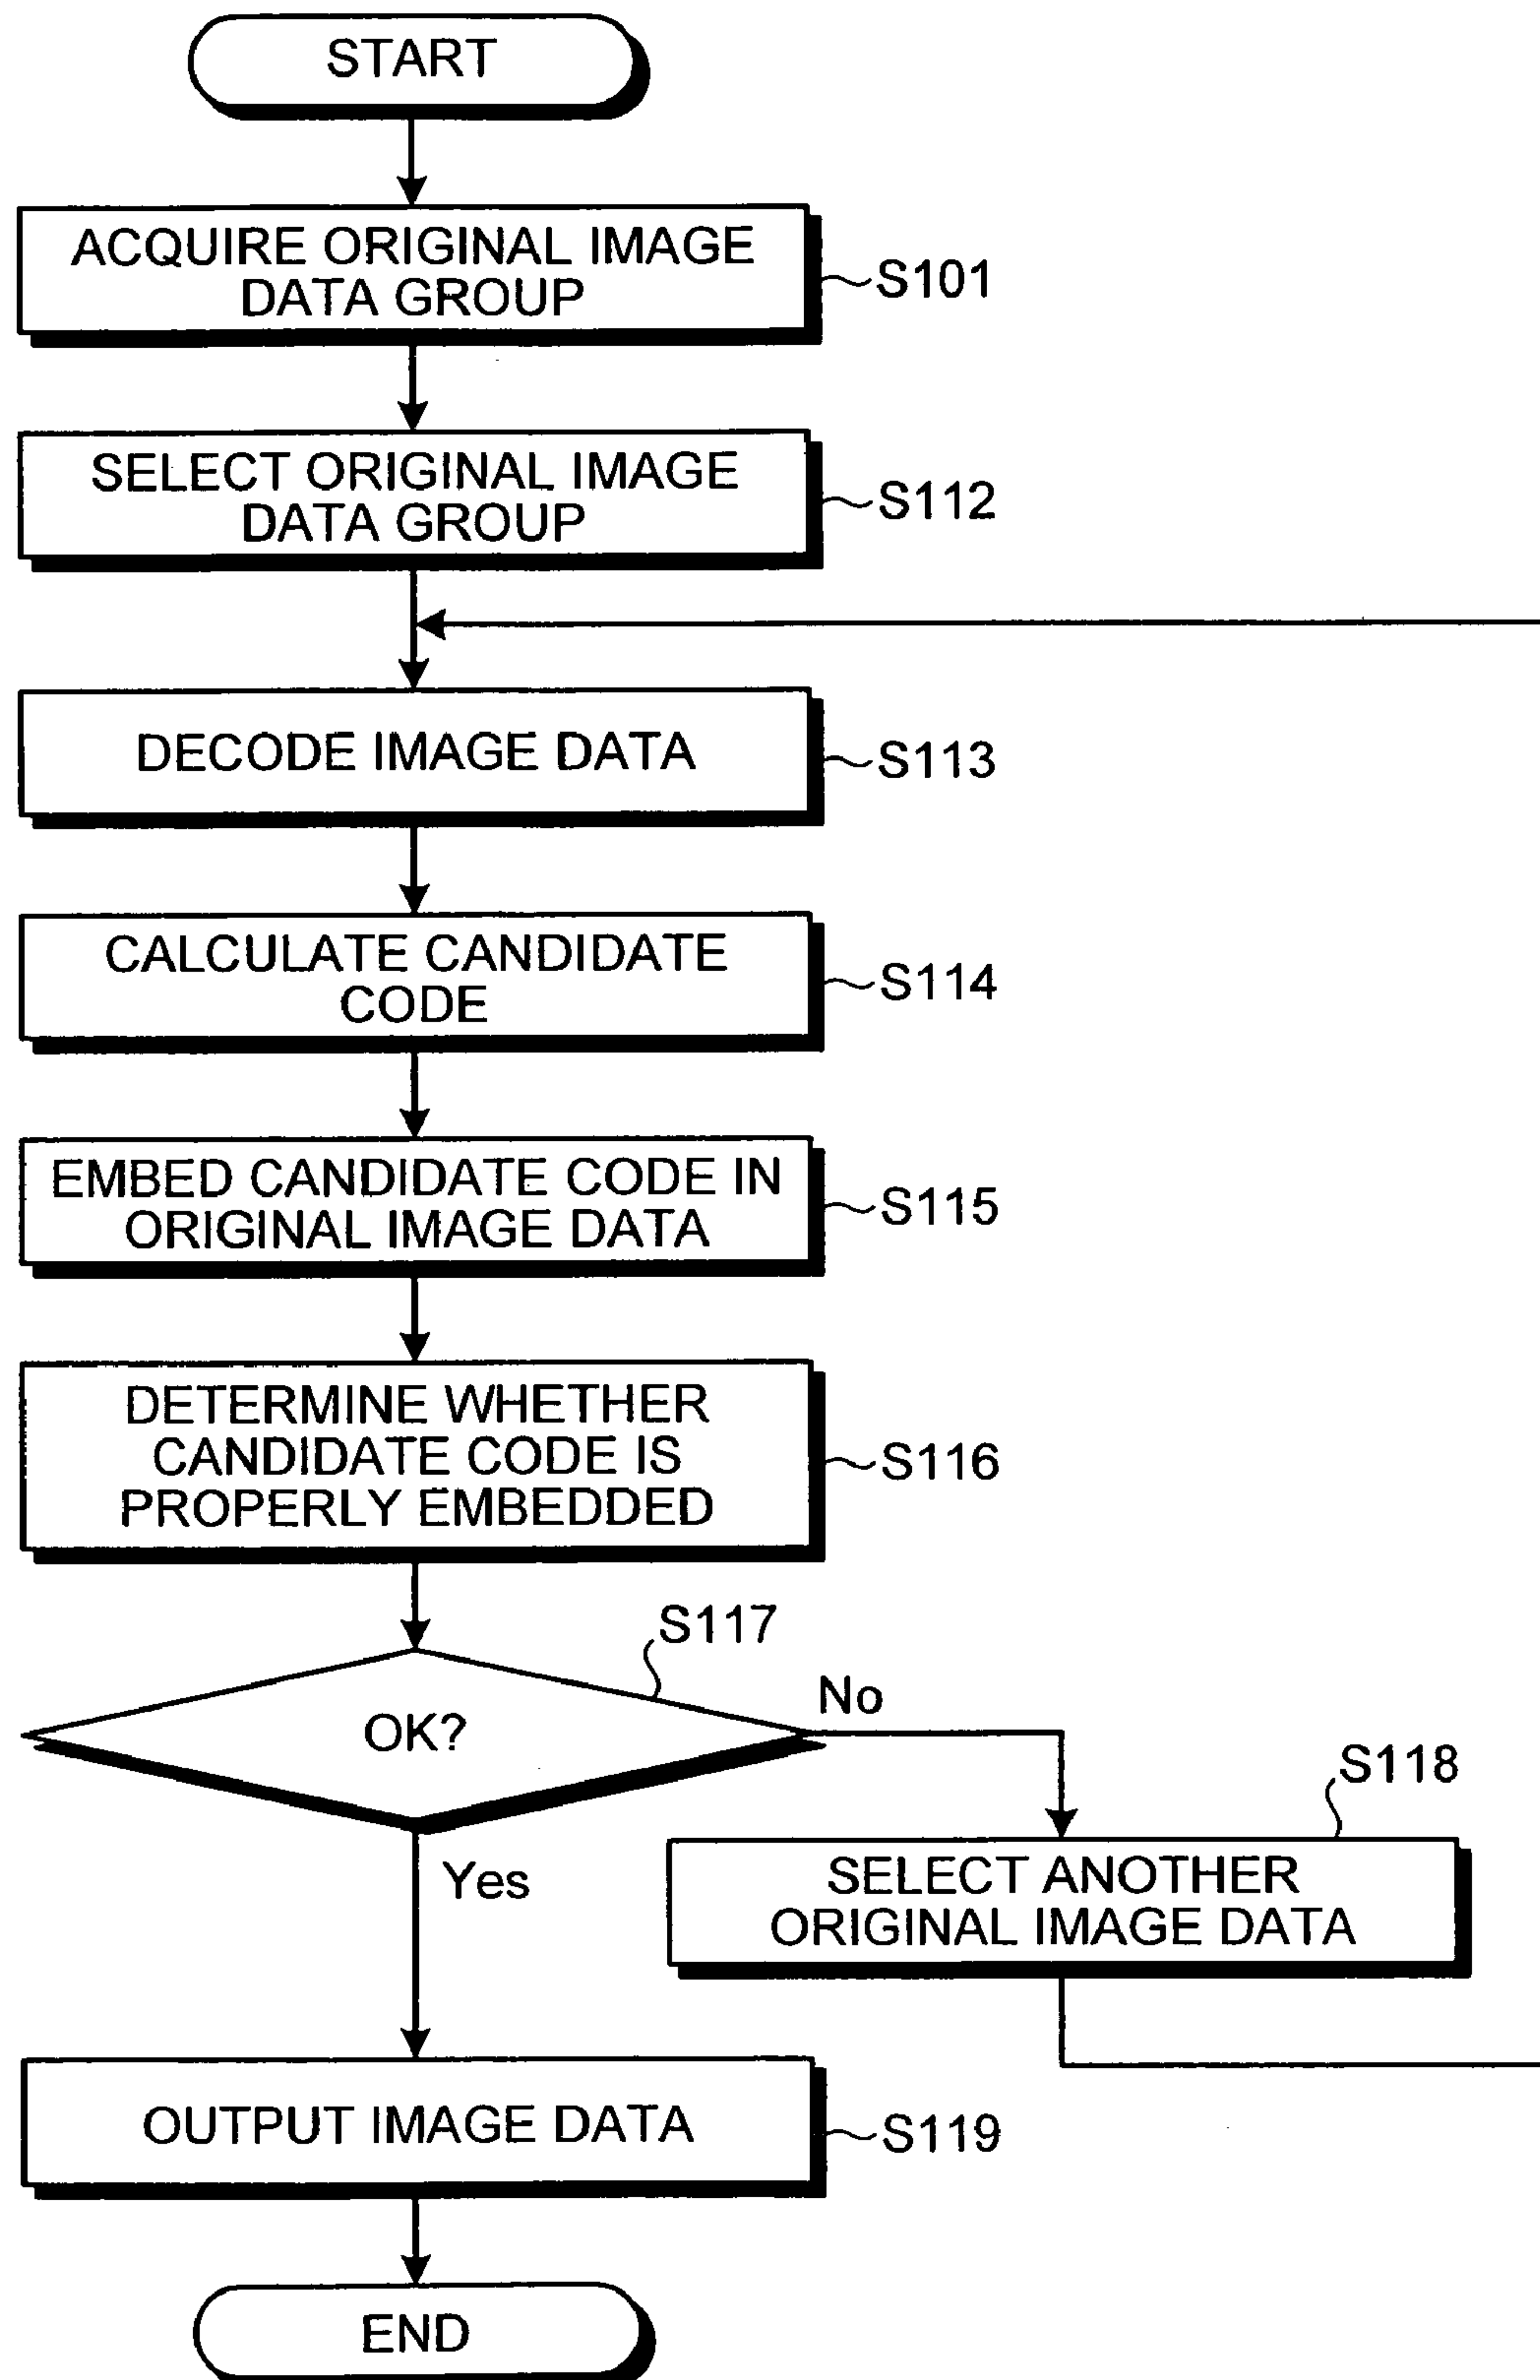 START
ACQUIRE ORIGINAL IMAGE
DATA GROUP
S101
SELECT ORIGINAL IMAGE
DATA GROUP
S112
DECODE IMAGE DATA
S113
CALCULATE CANDIDATE
CODE
S114
EMBED CANDIDATE CODE IN
ORIGINAL IMAGE DATA
S115
DETERMINE WHETHER
CANDIDATE CODE IS
PROPERLY EMBEDDED
S116
S117
OK?
No
S118
SELECT ANOTHER
ORIGINAL IMAGE DATA
Yes
OUTPUT IMAGE DATA
S119
END